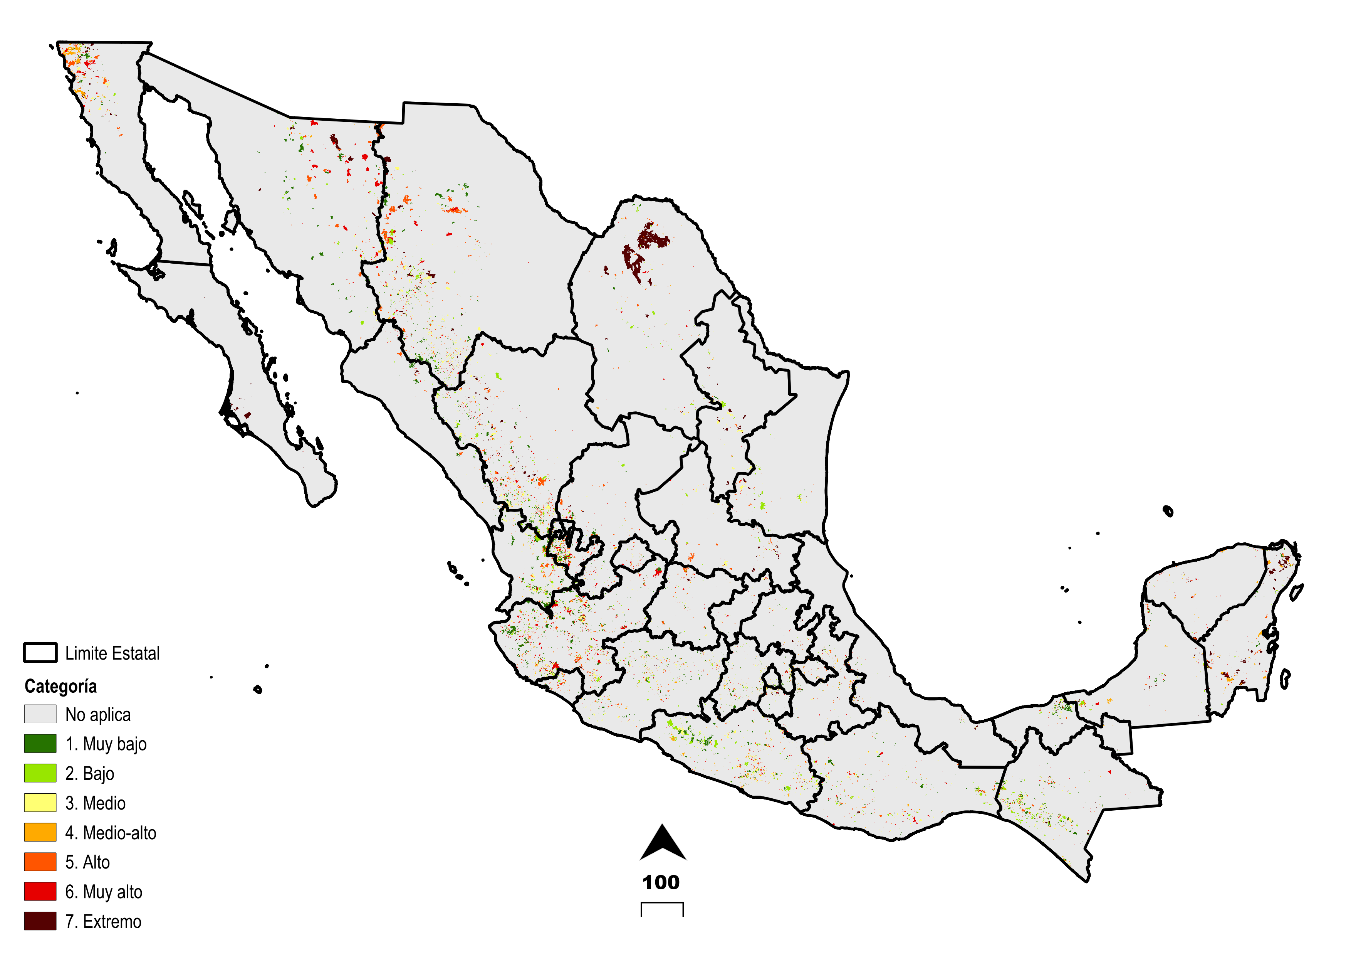 Limite Estatal
Categoría
No aplica
1. Muy bajo
2. Bajo
3. Medio
4. Medio-alto
5. Alto
6. Muy alto
7. Extremo
100